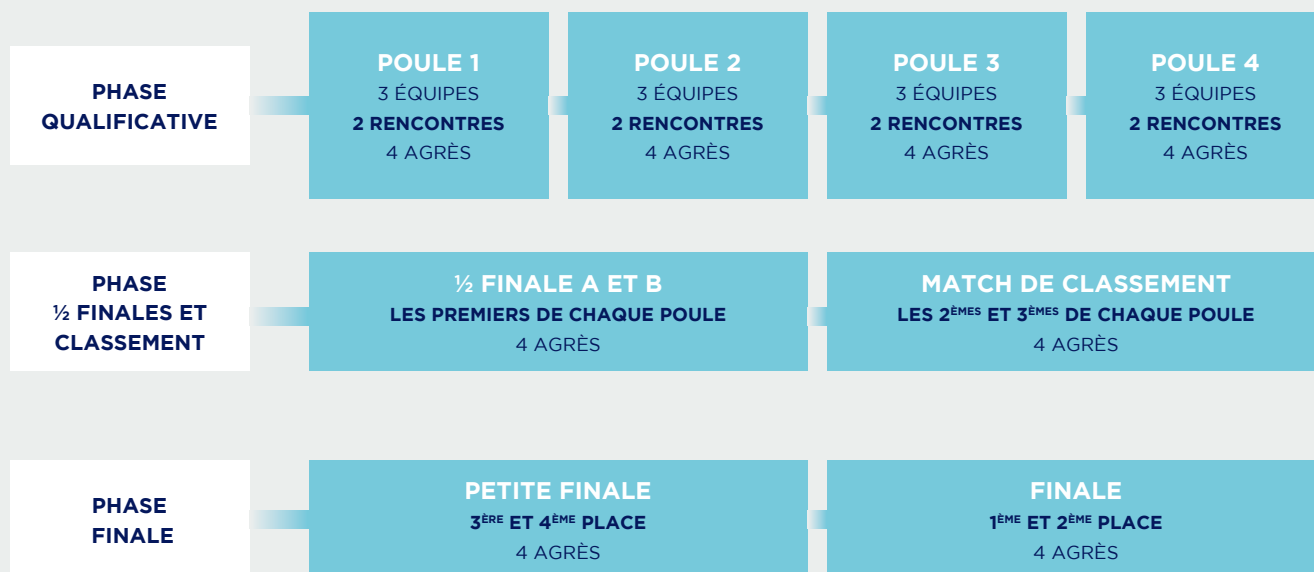 PHASE
QUALIFICATIVE
POULE 1
3 ÉQUIPES
2 RENCONTRES
4 AGRÈS
POULE 2
3 ÉQUIPES
2 RENCONTRES
4 AGRÈS
POULE 3
3 ÉQUIPES
2 RENCONTRES
4 AGRÈS
POULE 4
3 ÉQUIPES
2 RENCONTRES
4 AGRÈS
PHASE
½ FINALES ET
CLASSEMENT
½ FINALE A ET B
LES PREMIERS DE CHAQUE POULE
4 AGRÈS
MATCH DE CLASSEMENT
LES 2ÈMES ET 3ÈMES DE CHAQUE POULE
4 AGRÈS
PHASE
FINALE
PETITE FINALE
3ÈRE ET 4ÈME PLACE
4 AGRÈS
FINALE
1ÈME ET 2ÈME PLACE
4 AGRÈS